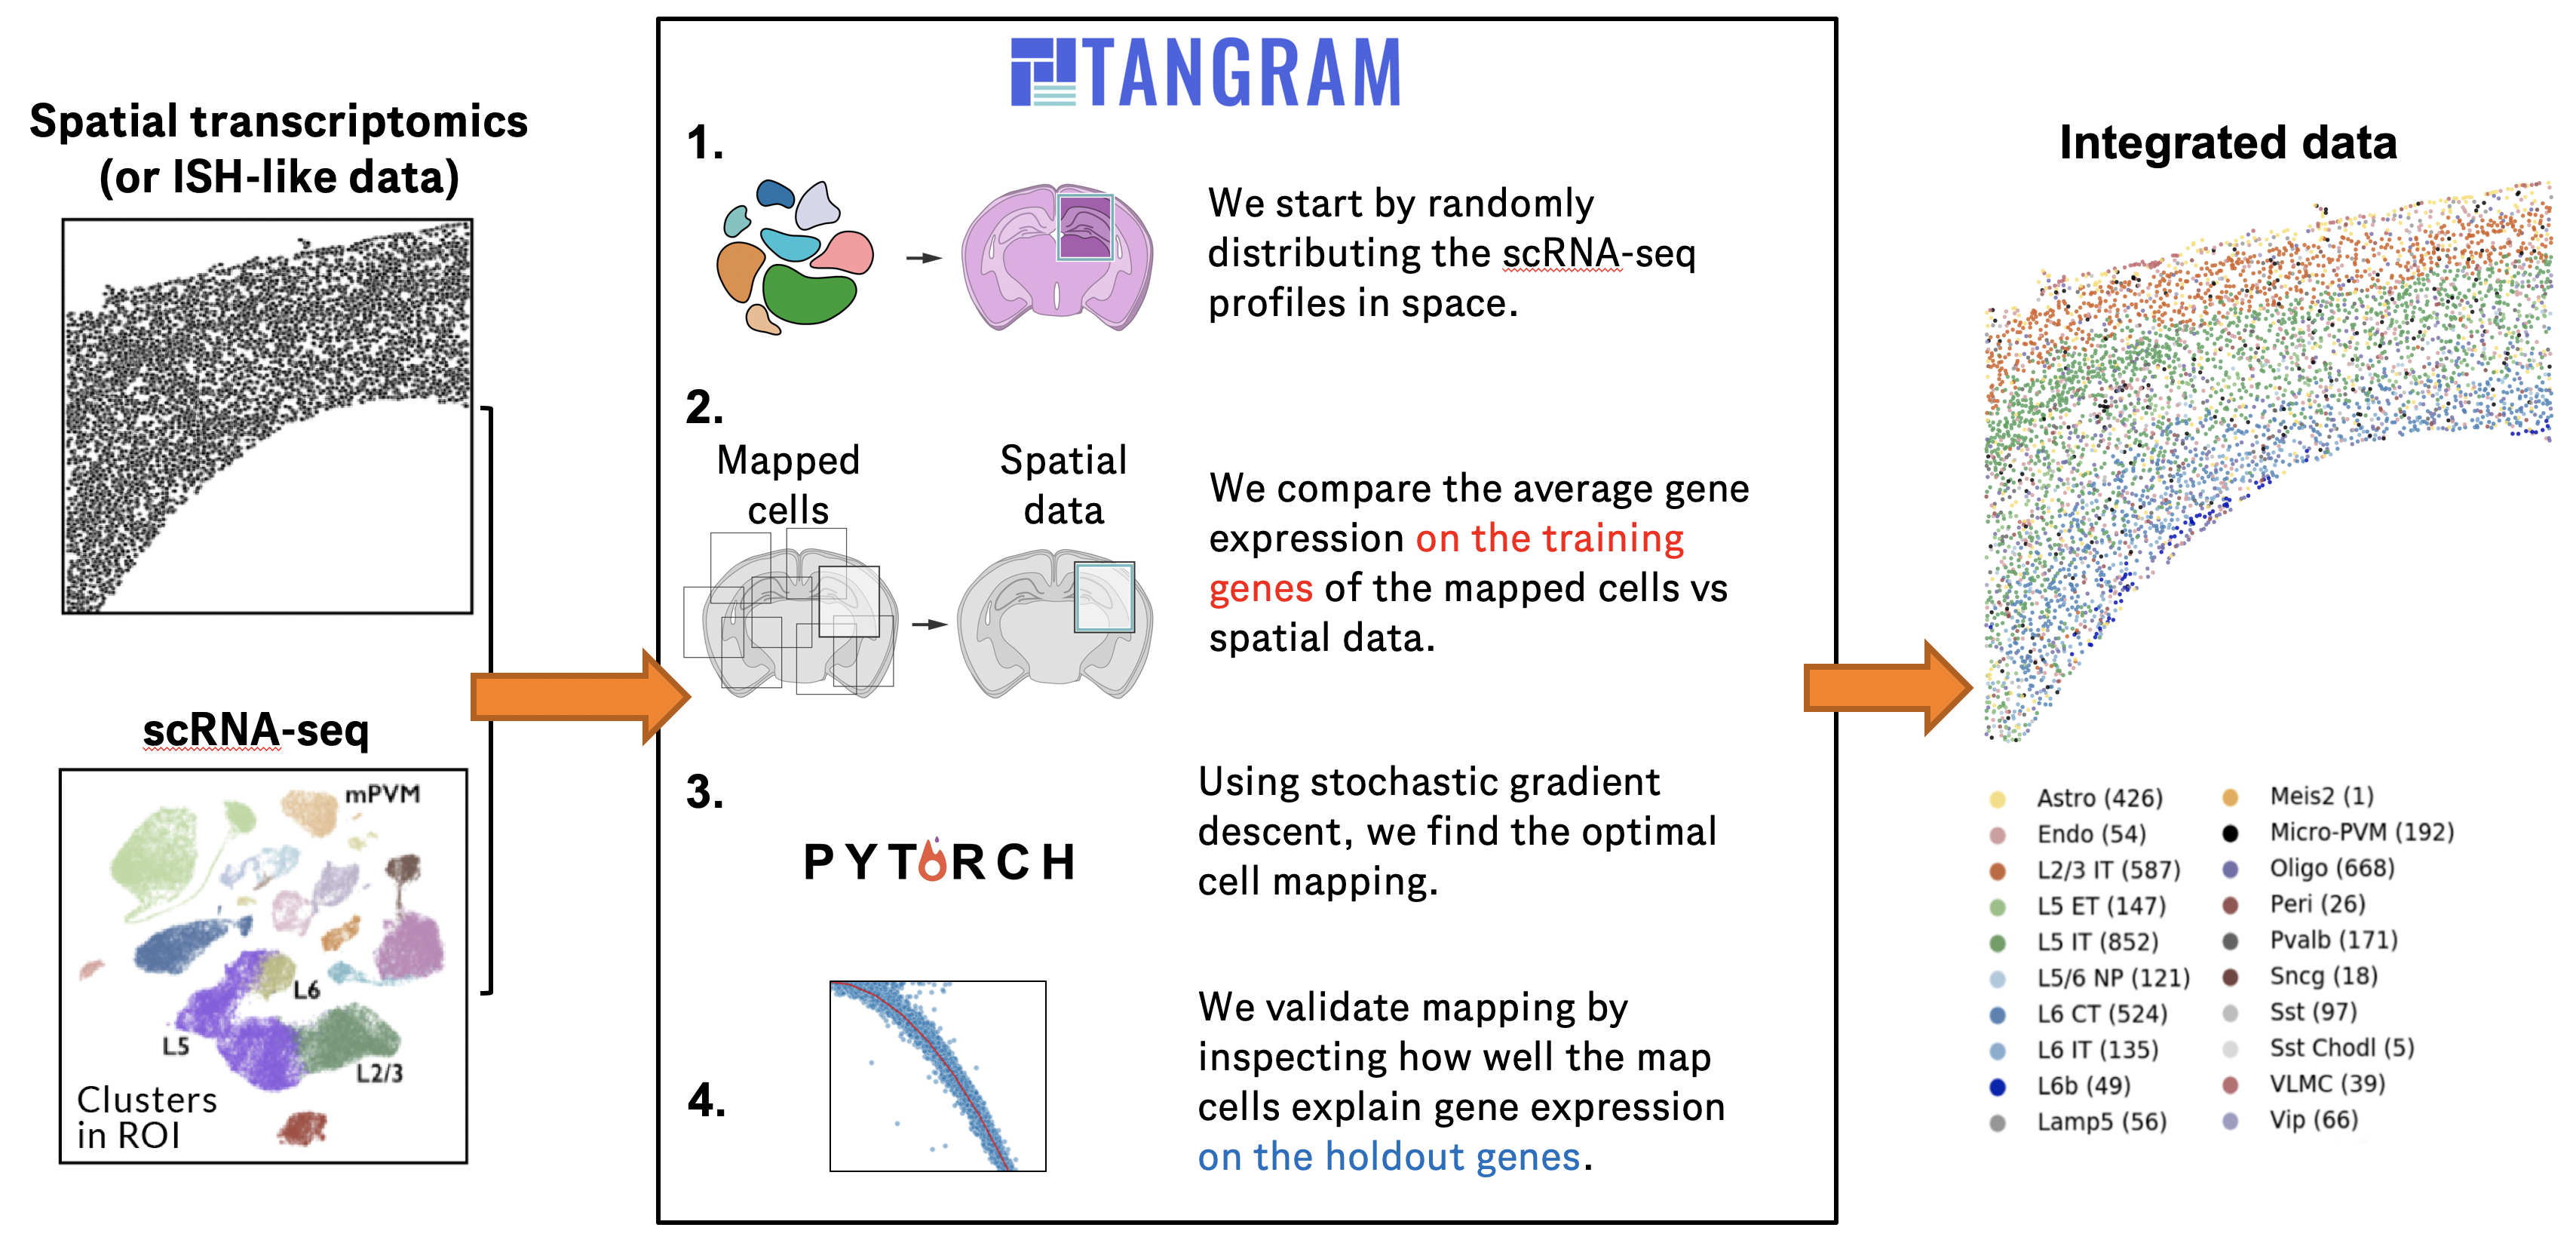 Spatial transcriptomics
(or ISH-like data)
scRNA-seq
mPVM
L6
L5
L2/3
Clusters
in ROI
TANGRAM
1.
We start by randomly
distributing the scRNA-seq
profiles in space.
2.
Mapped
cells
Spatial
data
We compare the average gene
expression on the training
genes of the mapped cells vs
spatial data.
3.
PYTORCH
Using stochastic gradient
descent, we find the optimal
cell mapping.
4.
We validate mapping by
inspecting how well the map
cells explain gene expression
on the holdout genes.
Integrated data
Astro (426)
Endo (54)
L2/3 IT (587)
L5 ET (147)
L5 IT (852)
L5/6 NP (121)
L6 CT (524)
L6 IT (135)
L6b (49)
Lamp5 (56)
Meis2 (1)
Micro-PVM (192)
Oligo (668)
Peri (26)
Pvalb (171)
Sncg (18)
Sst (97)
Sst Chodl (5)
VLMC (39)
Vip (66)